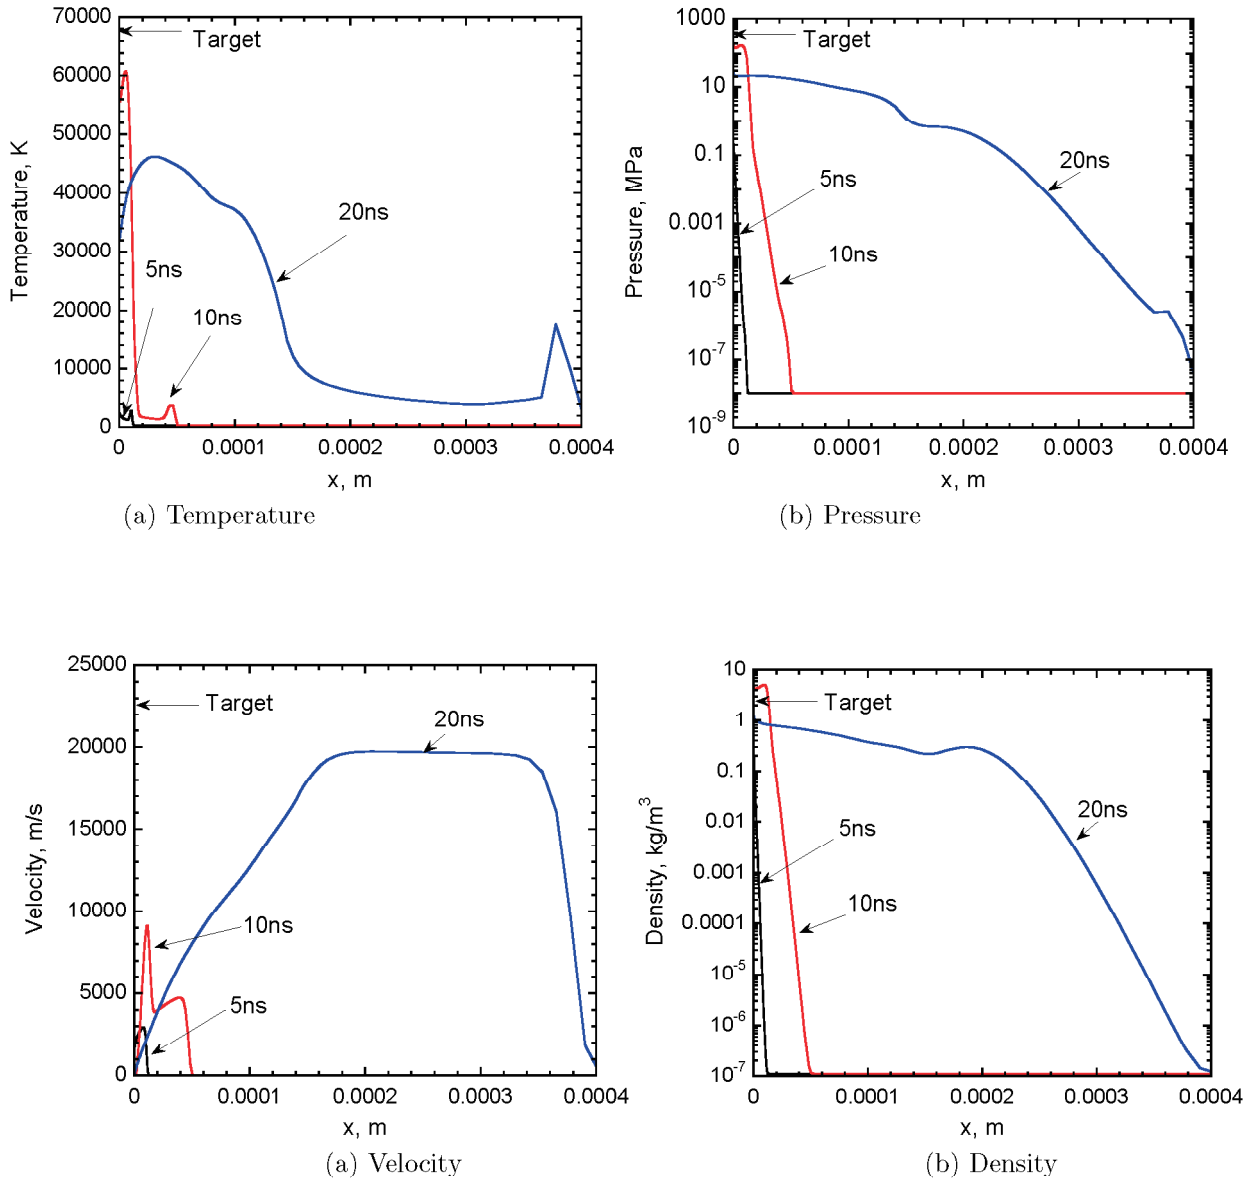 70000
60000
50000
40000
30000
20000
10000
0
Temperature, K
Target
5ns
10ns
20ns
0 0.0001 0.0002 0.0003 0.0004
x, m
(a) Temperature
1000
10
0.1
0.001
10-5
10-7
10-9
Pressure, MPa
Target
5ns
10ns
20ns
0 0.0001 0.0002 0.0003 0.0004
x, m
(b) Pressure
25000
20000
15000
10000
5000
0
Velocity, m/s
Target
20ns
10ns
5ns
0 0.0001 0.0002 0.0003 0.0004
x, m
(a) Velocity
10
1
0.1
0.01
0.001
0.0001
10-5
10-6
10-7
Density, kg/m3
Target
5ns
10ns
20ns
0 0.0001 0.0002 0.0003 0.0004
x, m
(b) Density